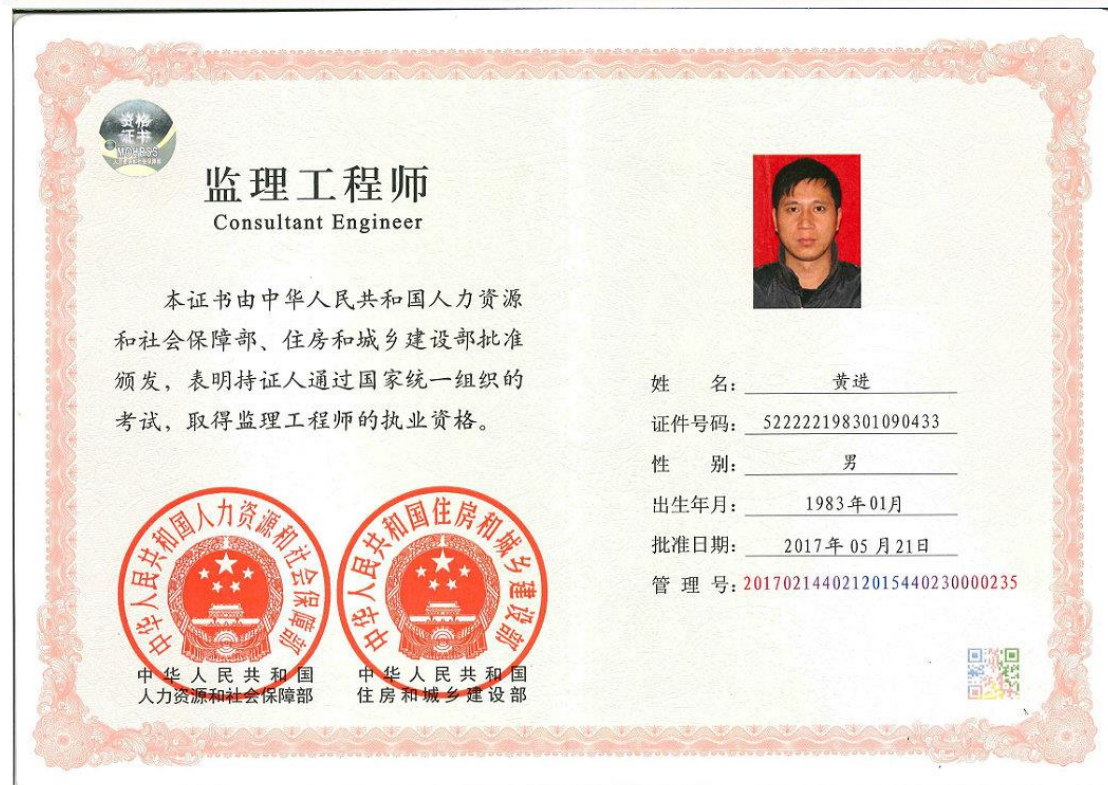 资格
证书
MOHRSS
监理工程师
Consultant Engineer
本证书由中华人民共和国人力资源
和社会保障部、住房和城乡建设部批准
颁发，表明持证人通过国家统一组织的
考试，取得监理工程师的执业资格。
中华人民共和国人力资源和社会保障部
中华人民共和国住房和城乡建设部
中华人民共和国
人力资源和社会保障部
中华人民共和国
住房和城乡建设部
姓 名：黄进
证件号码：522222198301090433
性 别：男
出生年月：1983年01月
批准日期：2017年05月21日
管 理 号：2017021440212015440230000235